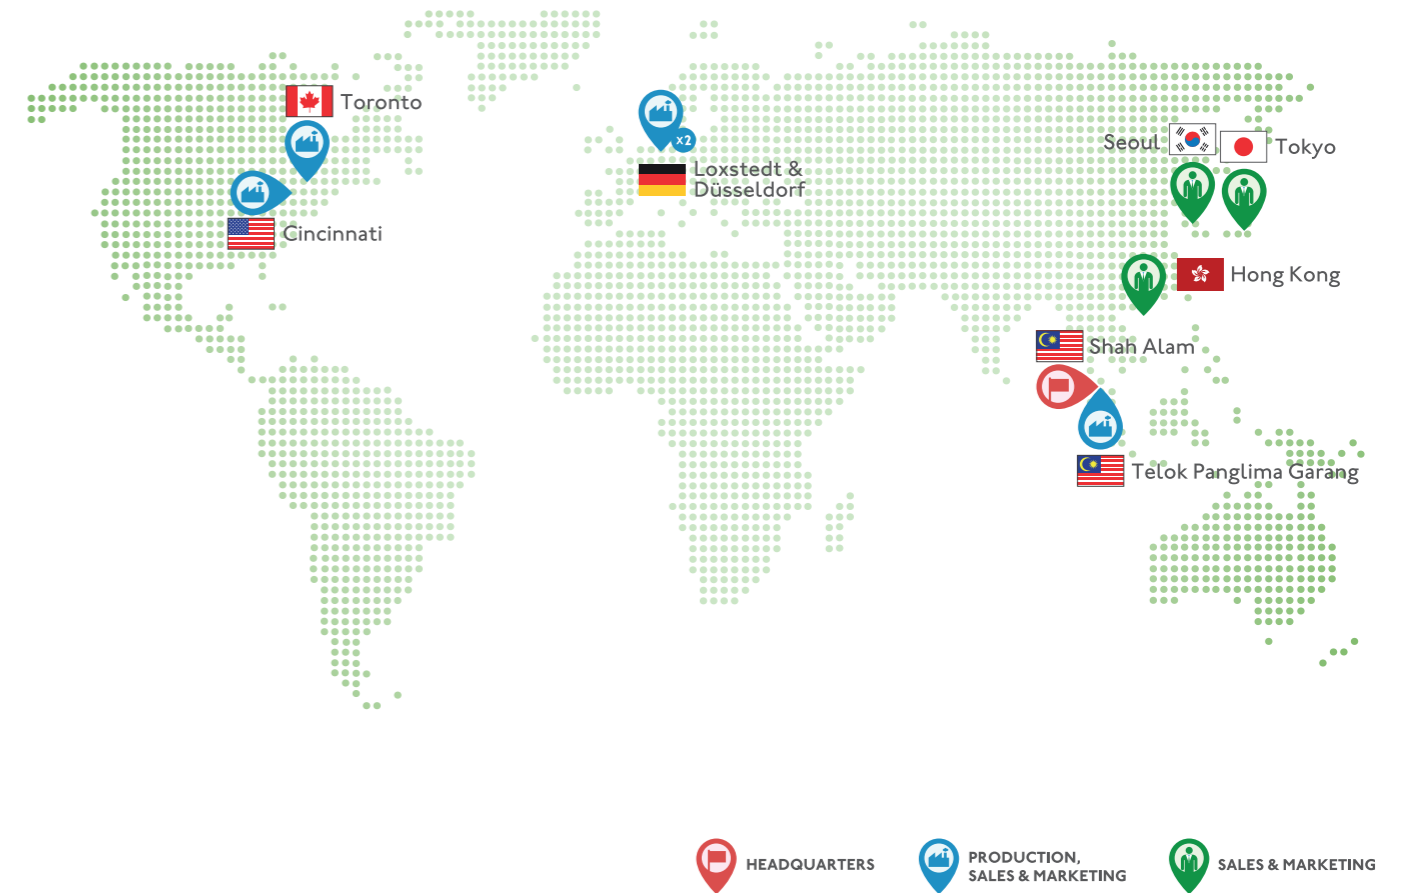 Toronto
Cincinnati
x2
Loxstedt &
Düsseldorf
Seoul
Tokyo
Hong Kong
Shah Alam
Telok Panglima Garang
HEADQUARTERS
PRODUCTION,
SALES & MARKETING
SALES & MARKETING